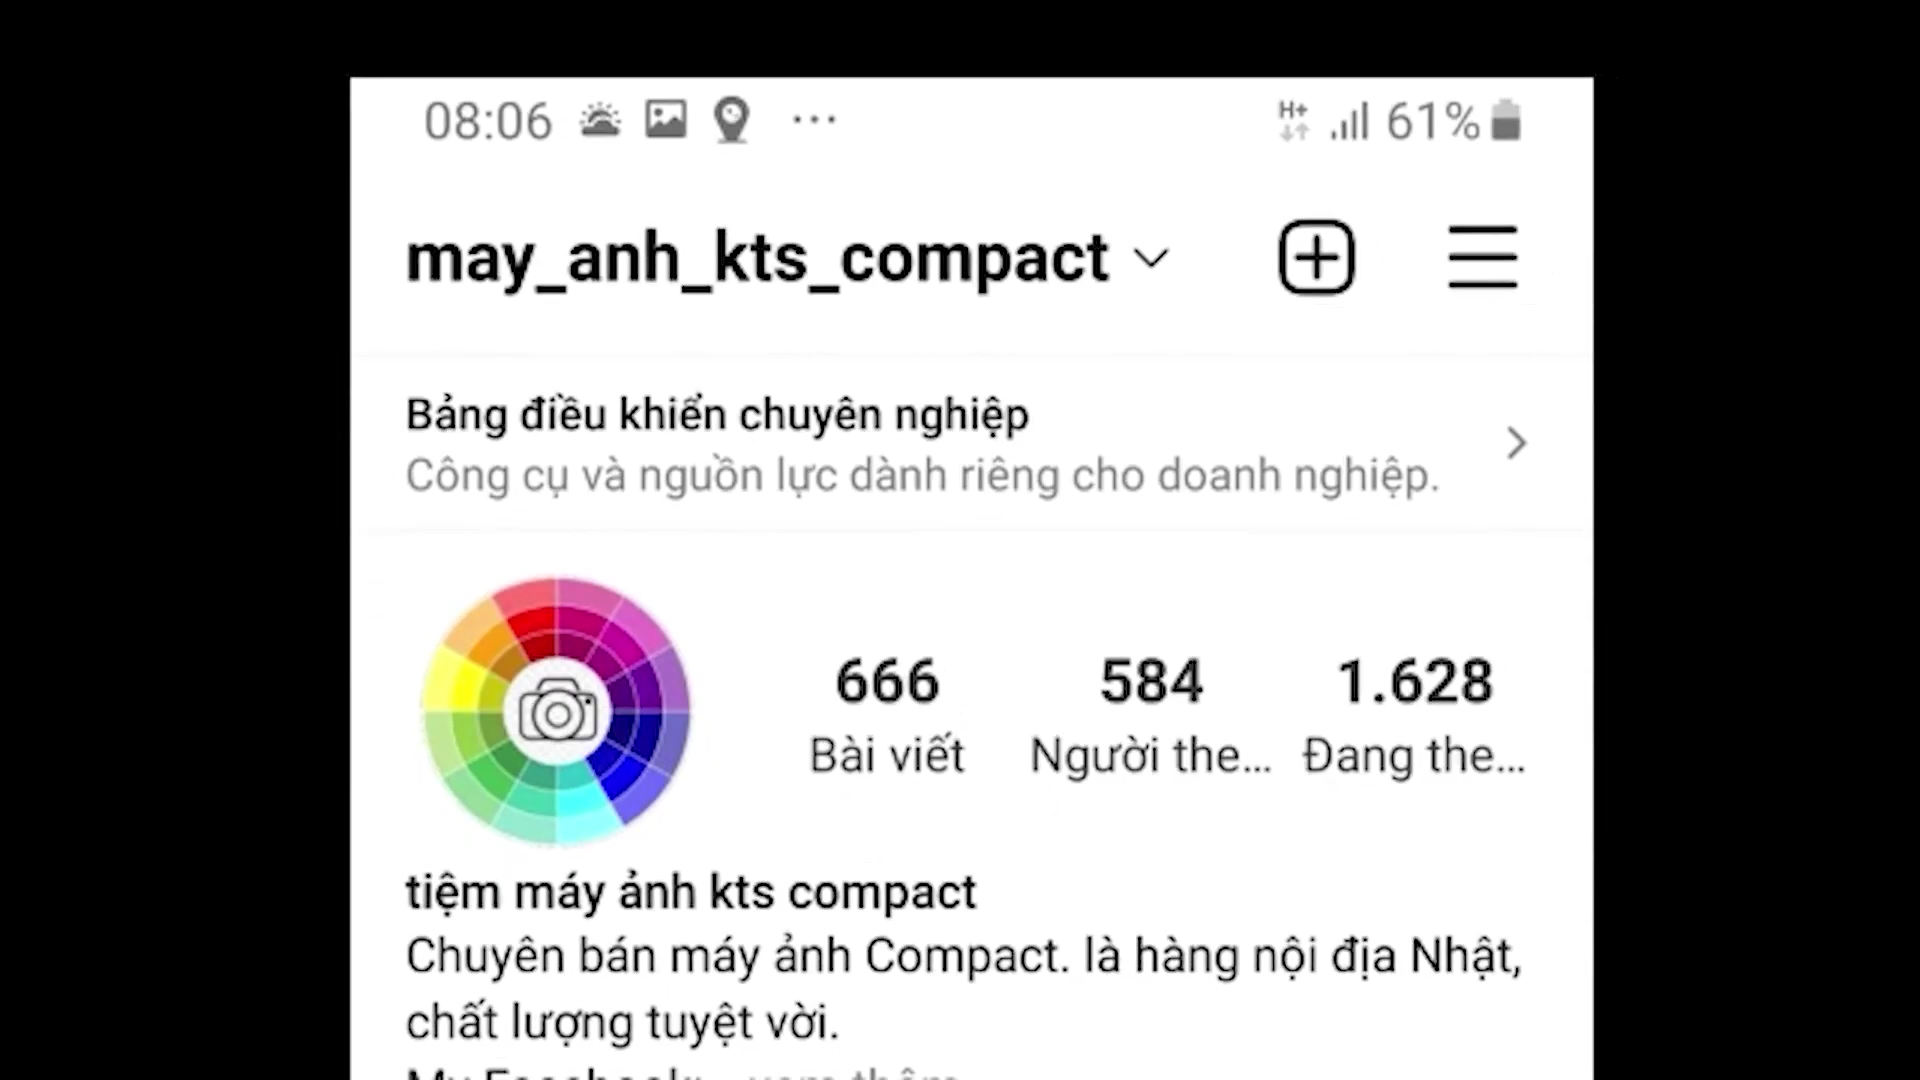 08:06 ... H+ 61%
may_anh_kts_compact
Bảng điều khiển chuyên nghiệp
Công cụ và nguồn lực dành riêng cho doanh nghiệp.
666 584 1.628
Bài viết Người the... Đang the...
tiệm máy ảnh kts compact
Chuyên bán máy ảnh Compact. là hàng nội địa Nhật,
chất lượng tuyệt vời.